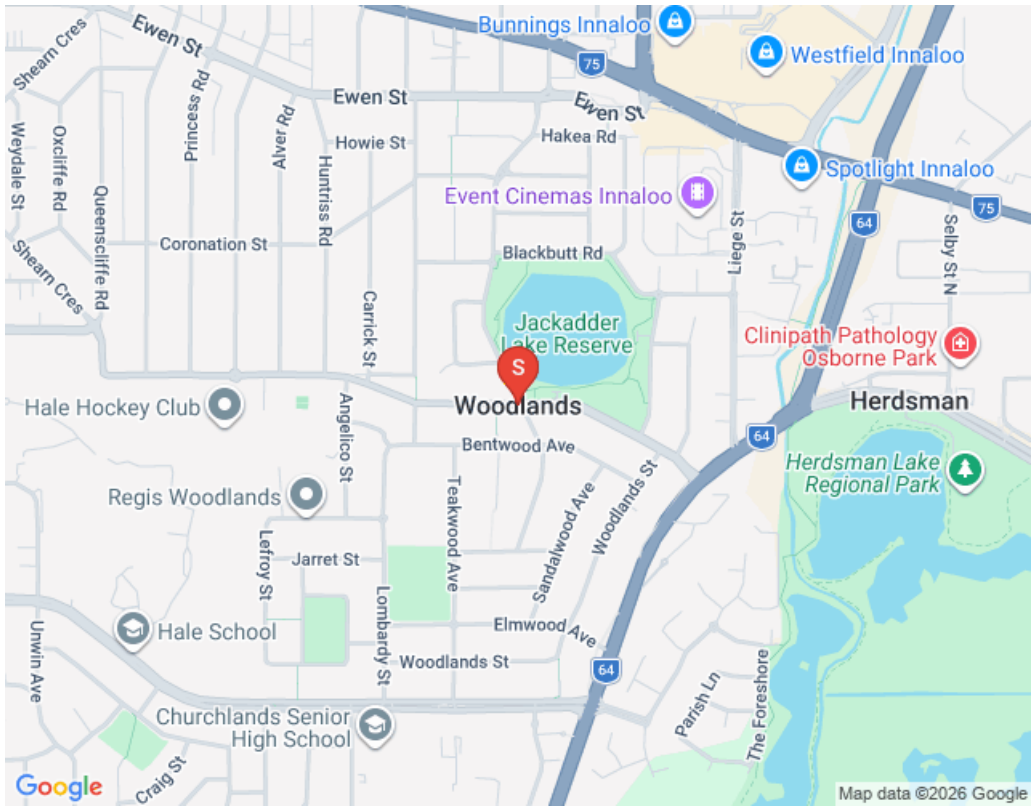 Shearn Cres
Ewen St
Bunnings Innaloo
75
Westfield Innaloo
Princess Rd
Ewen St
Ewen St
Hakea Rd
Howie St
Alver Rd
Huntriss Rd
Weydale St
Oxcliffe Rd
Queenscliffe Rd
Spotlight Innaloo
Event Cinemas Innaloo
75
64
Liege St
Selby St N
Coronation St
Blackbutt Rd
Shearn Cres
Carrick St
Jackadder
Lake Reserve
Clinipath Pathology
Osborne Park
S
Hale Hockey Club
Woodlands
Herdsman
Angelico St
Bentwood Ave
64
Herdsman Lake
Regional Park
Regis Woodlands
Teakwood Ave
Sandalwood Ave
Woodlands St
Lefroy St
Jarret St
Lombardy St
Hale School
Elmwood Ave
Unwin Ave
Woodlands St
64
Parish Ln
The Foreshore
Churchlands Senior
High School
Craig St
Google
Map data ©2026 Google